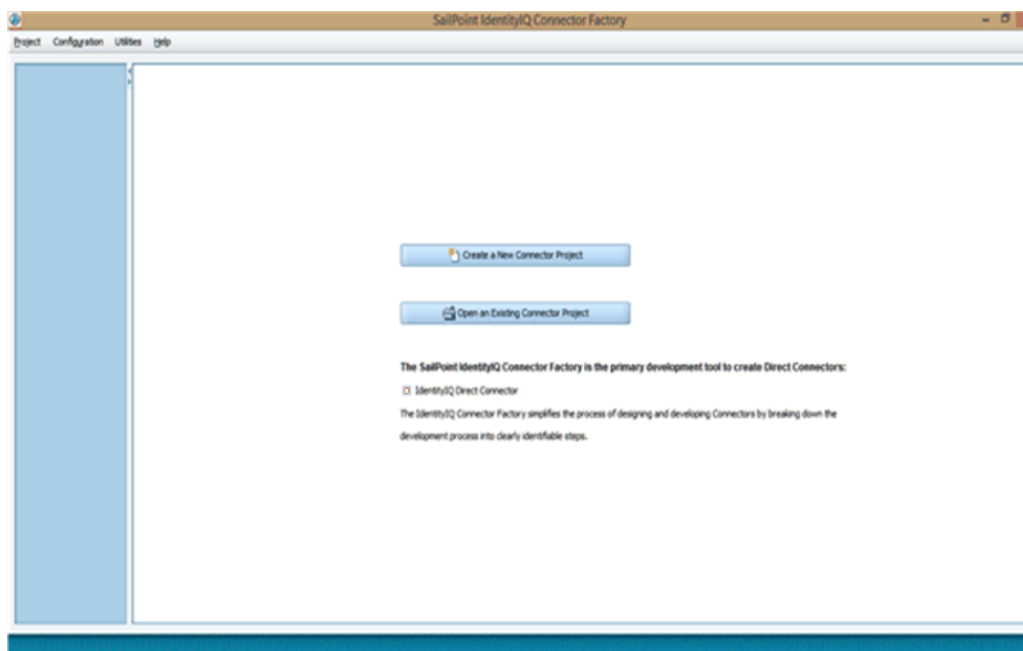 SailPoint IdentityIQ Connector Factory
Project Configuration Utilities Help
Create a New Connector Project
Open an Existing Connector Project
The SailPoint IdentityIQ Connector Factory is the primary development tool to create Direct Connectors:
IdentityIQ Direct Connector
The IdentityIQ Connector Factory simplifies the process of designing and developing Connectors by breaking down the
development process into clearly identifiable steps.